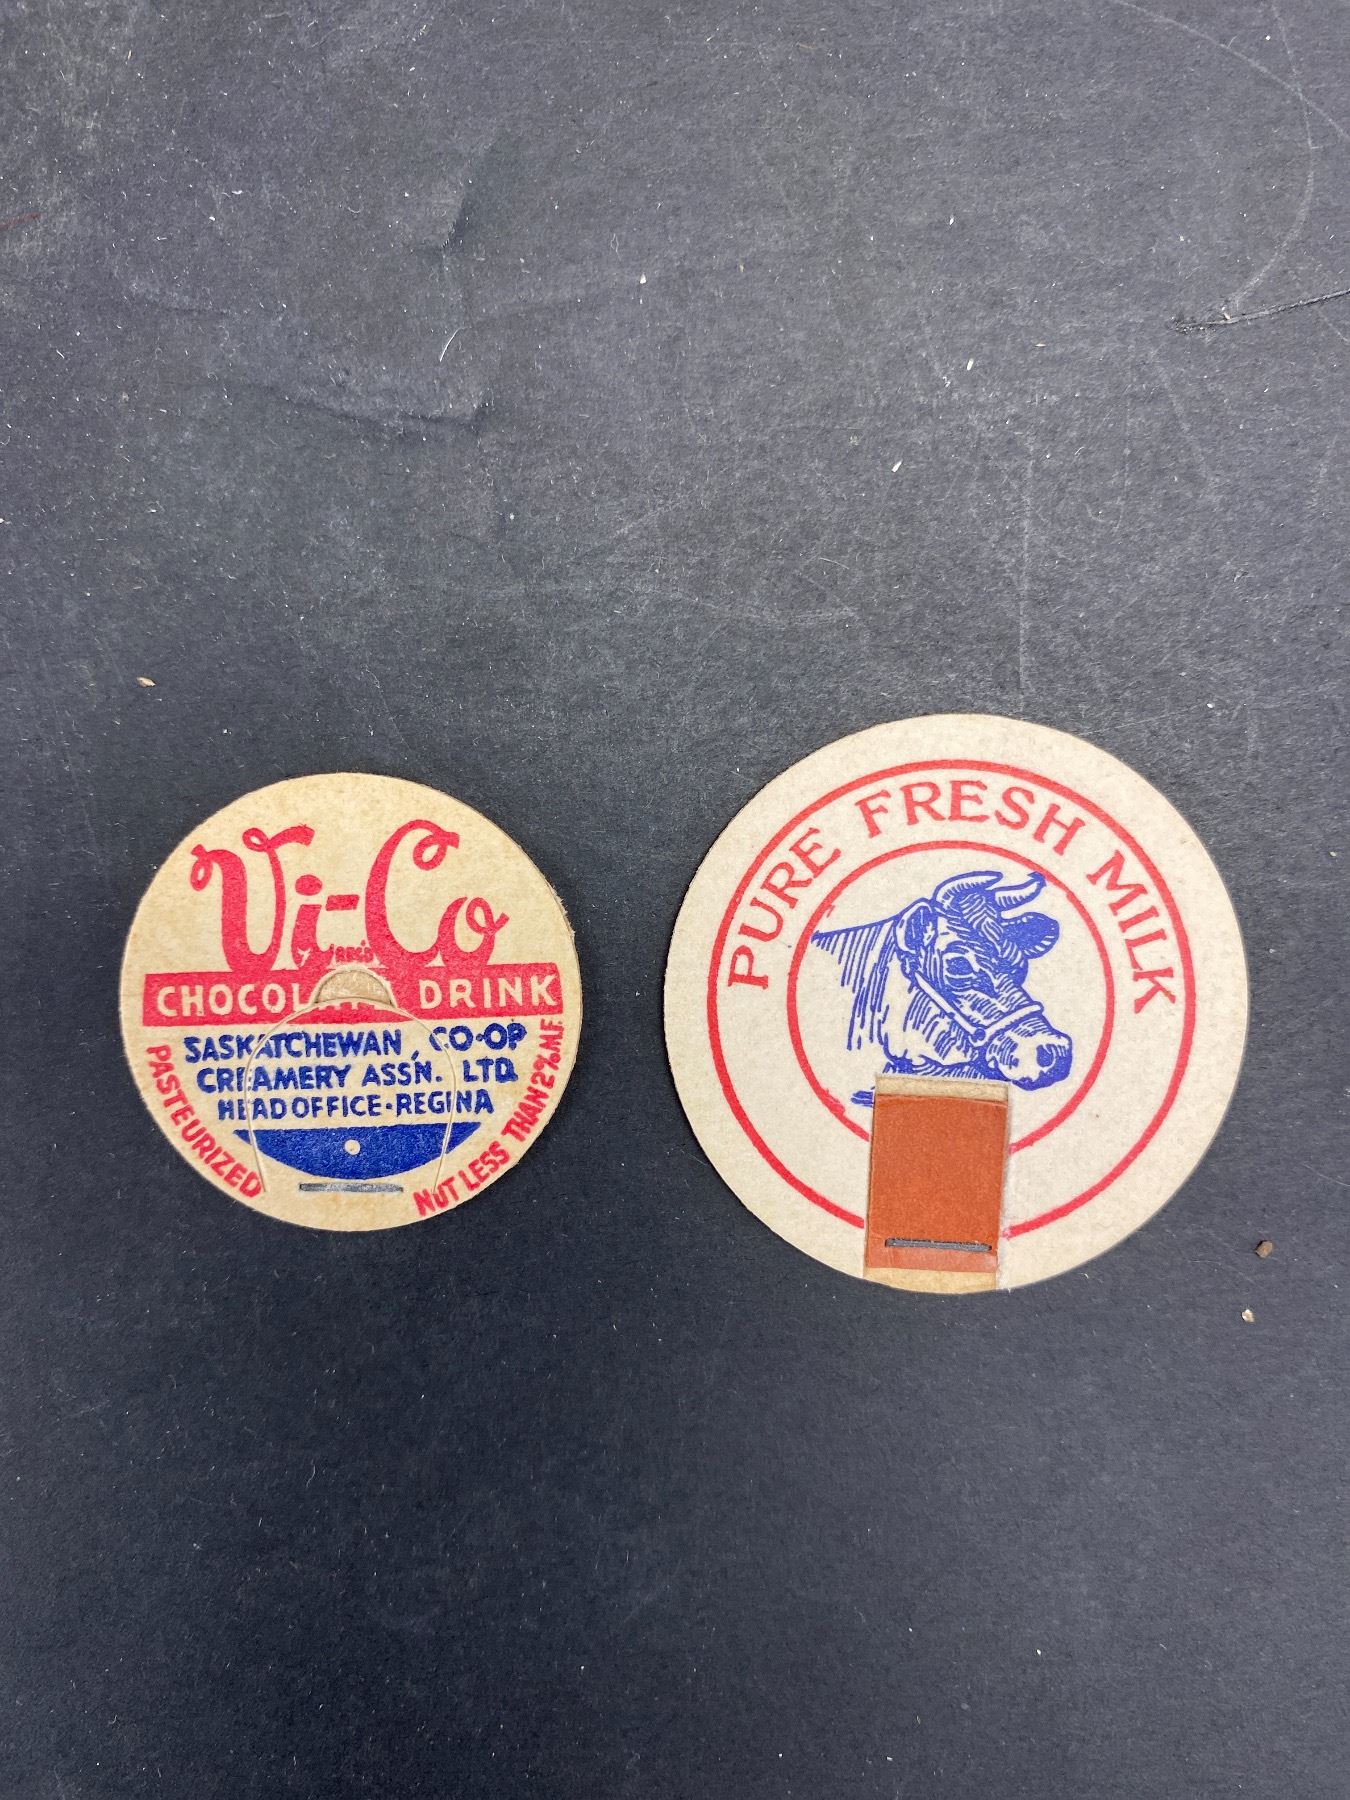 Vi-Co
REG'D
CHOCOLATE DRINK
SASKATCHEWAN CO-OP
CREAMERY ASSN. LTD.
HEAD OFFICE-REGINA
PASTEURIZED
NOT LESS THAN 2% M.F.
PURE FRESH MILK